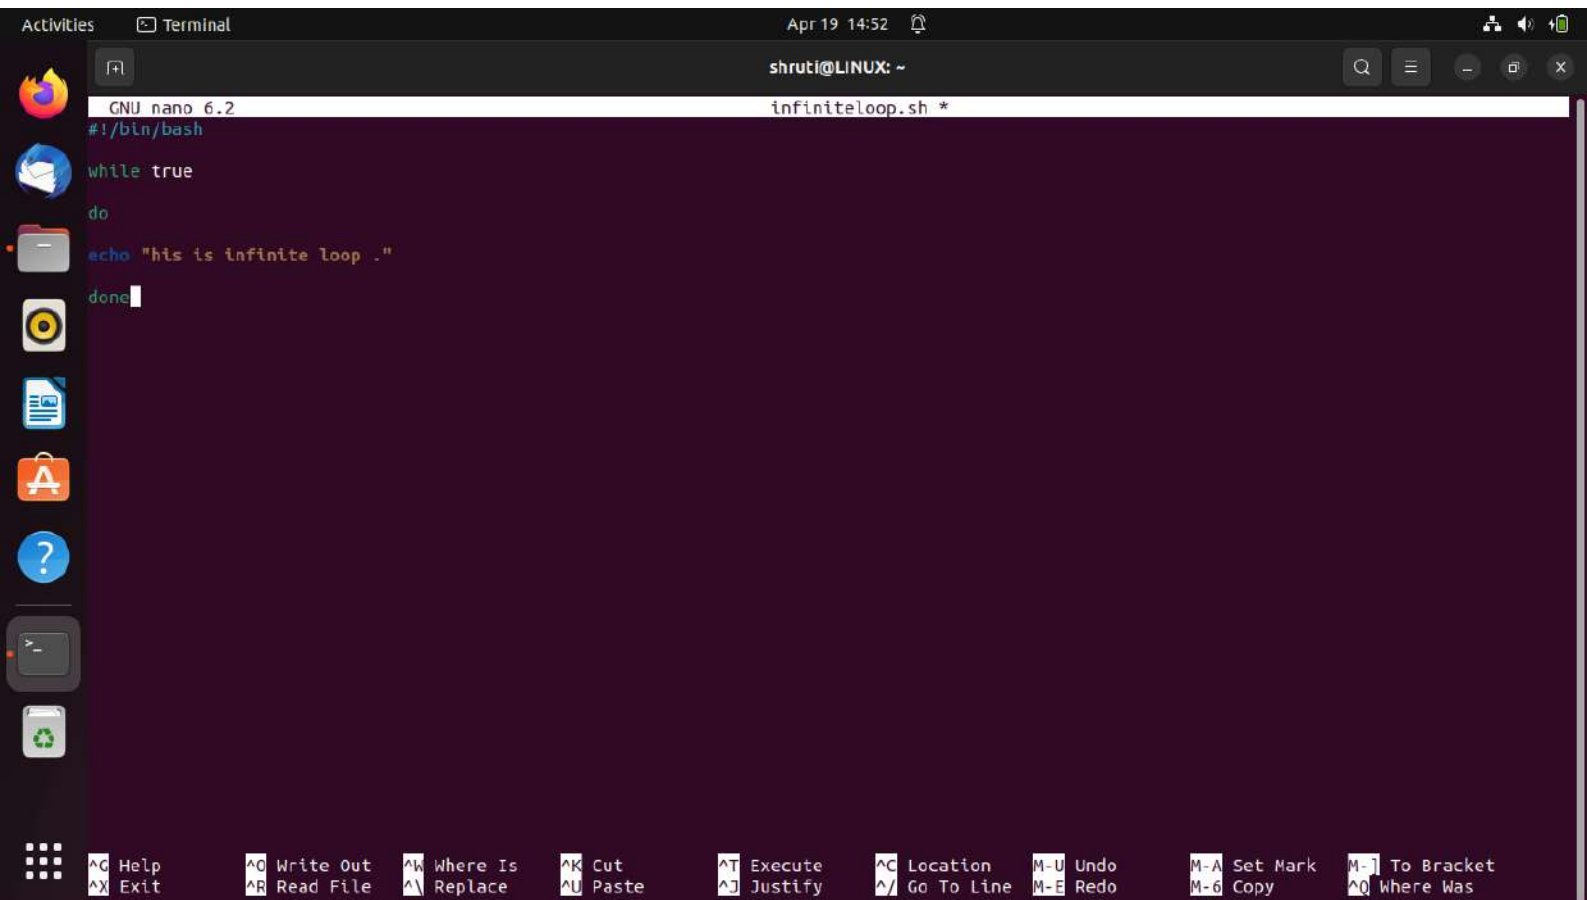 Activities Terminal Apr 19 14:52
shruti@LINUX: ~
GNU nano 6.2 infiniteloop.sh *
#!/bin/bash
while true
do
echo "his is infinite loop ."
done
^G Help ^O Write Out ^W Where Is ^K Cut ^T Execute ^C Location M-U Undo M-A Set Mark M-] To Bracket
^X Exit ^R Read File ^\ Replace ^U Paste ^J Justify ^/ Go To Line M-E Redo M-6 Copy ^Q Where Was